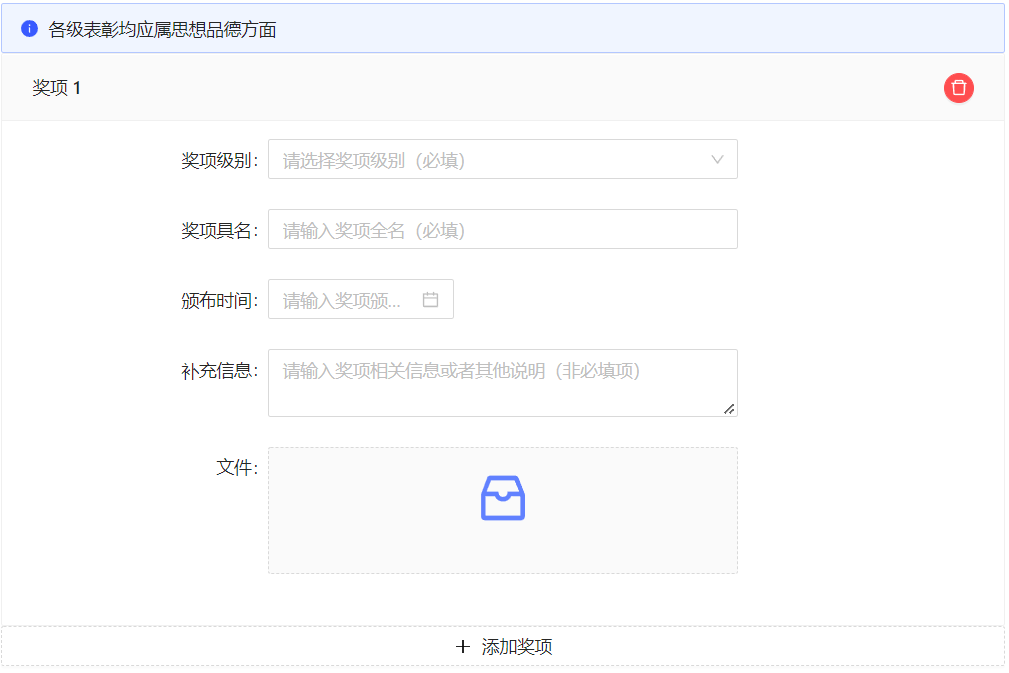 各级表彰均应属思想品德方面
奖项 1
奖项级别:
请选择奖项级别（必填）
奖项具名:
请输入奖项全名（必填）
颁布时间:
请输入奖项颁...
补充信息:
请输入奖项相关信息或者其他说明（非必填项）
文件:
+ 添加奖项